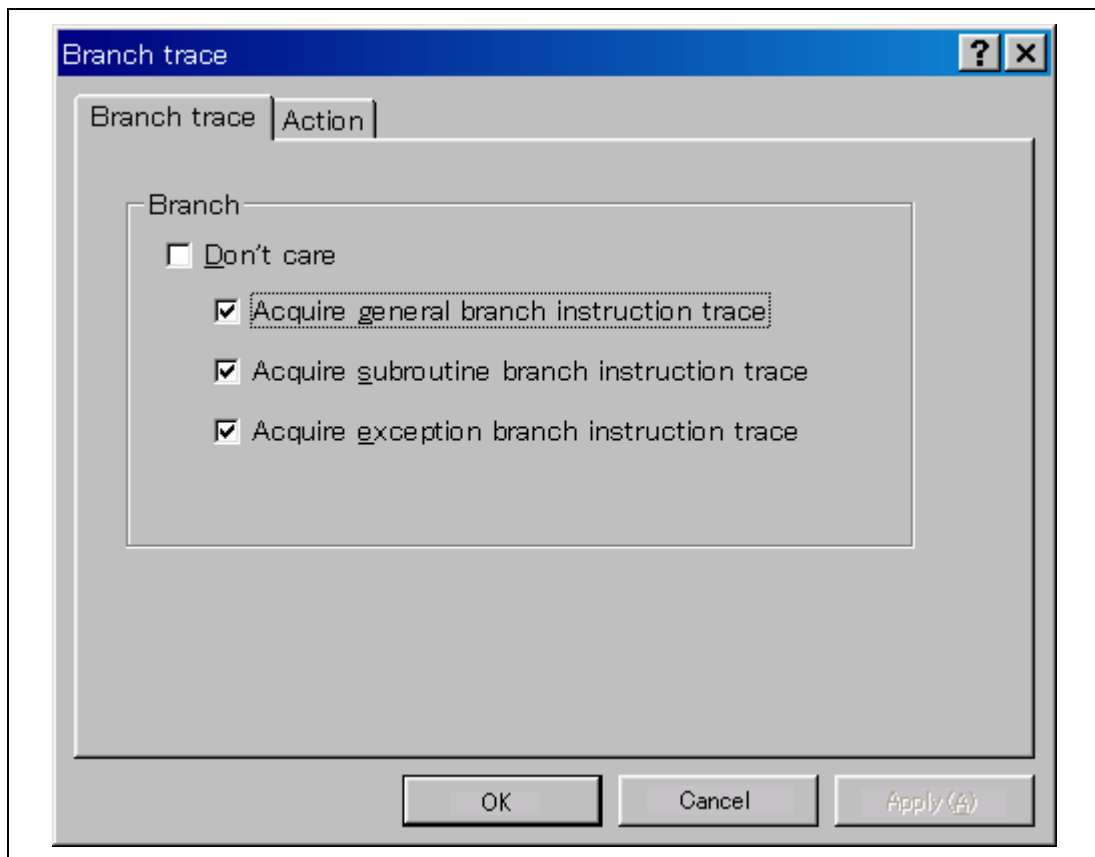 Branch trace
Branch trace Action
Branch
Don't care
Acquire general branch instruction trace
Acquire subroutine branch instruction trace
Acquire exception branch instruction trace
OK Cancel Apply (A)